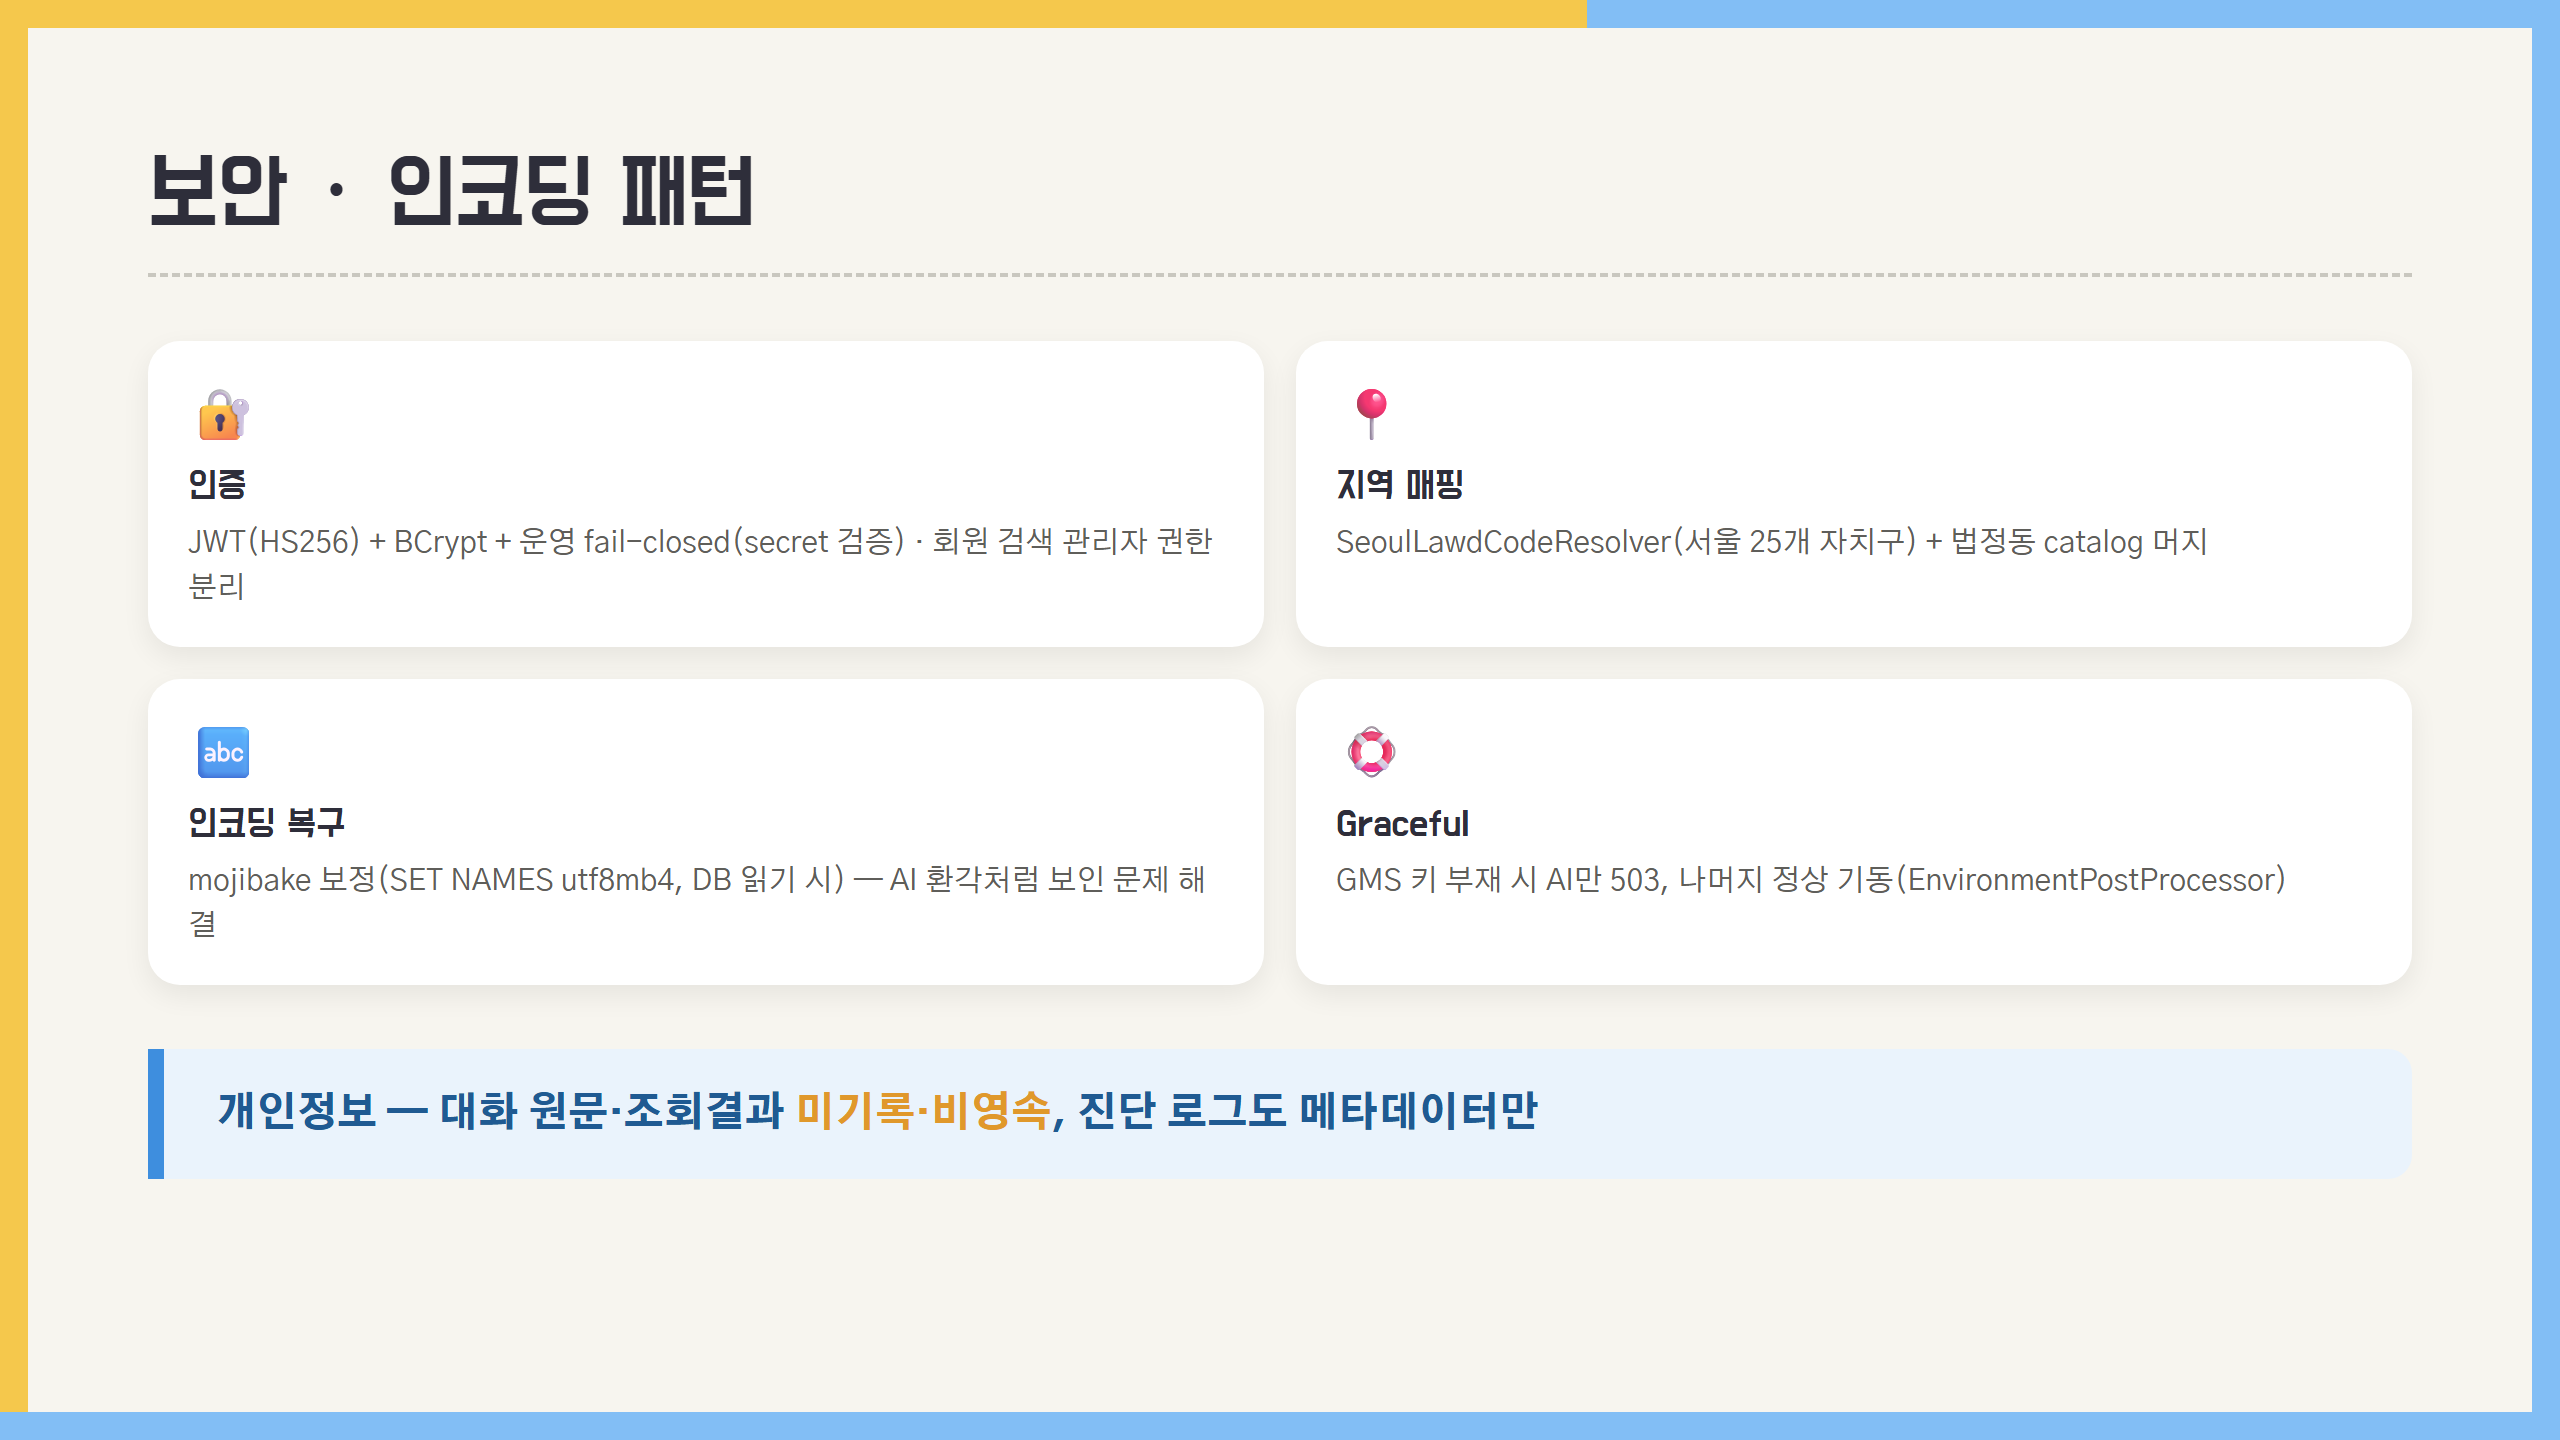 보안 · 인코딩 패턴
인증
JWT(HS256) + BCrypt + 운영 fail-closed(secret 검증) · 회원 검색 관리자 권한
분리
지역 매핑
SeoulLawdCodeResolver(서울 25개 자치구) + 법정동 catalog 머지
abc
인코딩 복구
mojibake 보정(SET NAMES utf8mb4, DB 읽기 시) — AI 환각처럼 보인 문제 해
결
Graceful
GMS 키 부재 시 AI만 503, 나머지 정상 기동(EnvironmentPostProcessor)
개인정보 — 대화 원문·조회결과 미기록·비영속, 진단 로그도 메타데이터만